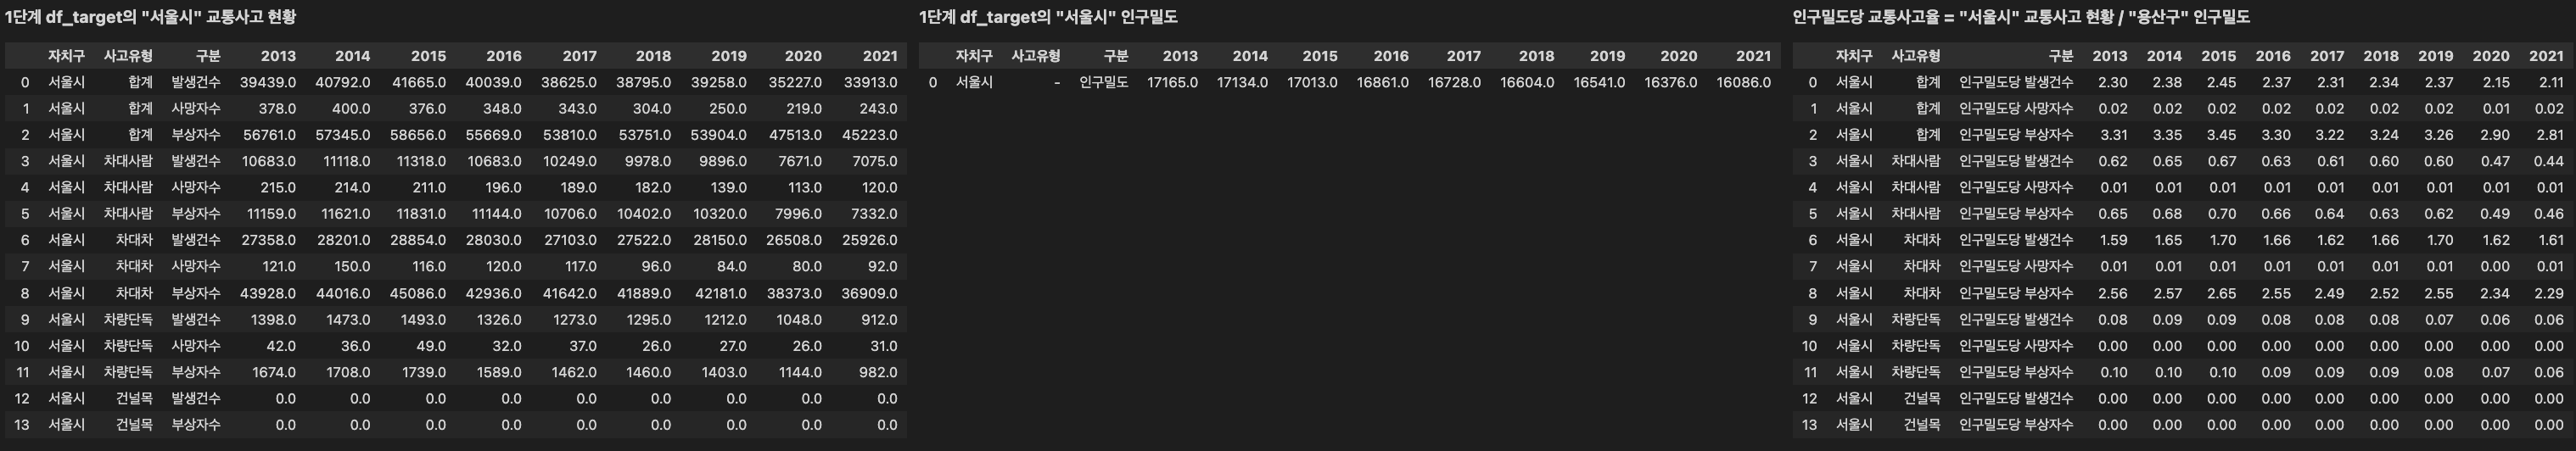 1단계 df_target의 "서울시" 교통사고 현황
자치구 사고유형 구분 2013 2014 2015 2016 2017 2018 2019 2020 2021
0 서울시 합계 발생건수 39439.0 40792.0 41665.0 40039.0 38625.0 38795.0 39258.0 35227.0 33913.0
1 서울시 합계 사망자수 378.0 400.0 376.0 348.0 343.0 304.0 250.0 219.0 243.0
2 서울시 합계 부상자수 56761.0 57345.0 58656.0 55669.0 53810.0 53751.0 53904.0 47513.0 45223.0
3 서울시 차대사람 발생건수 10683.0 11118.0 11318.0 10683.0 10249.0 9978.0 9896.0 7671.0 7075.0
4 서울시 차대사람 사망자수 215.0 214.0 211.0 196.0 189.0 182.0 139.0 113.0 120.0
5 서울시 차대사람 부상자수 11159.0 11621.0 11831.0 11144.0 10706.0 10402.0 10320.0 7996.0 7332.0
6 서울시 차대차 발생건수 27358.0 28201.0 28854.0 28030.0 27103.0 27522.0 28150.0 26508.0 25926.0
7 서울시 차대차 사망자수 121.0 150.0 116.0 120.0 117.0 96.0 84.0 80.0 92.0
8 서울시 차대차 부상자수 43928.0 44016.0 45086.0 42936.0 41642.0 41889.0 42181.0 38373.0 36909.0
9 서울시 차량단독 발생건수 1398.0 1473.0 1493.0 1326.0 1273.0 1295.0 1212.0 1048.0 912.0
10 서울시 차량단독 사망자수 42.0 36.0 49.0 32.0 37.0 26.0 27.0 26.0 31.0
11 서울시 차량단독 부상자수 1674.0 1708.0 1739.0 1589.0 1462.0 1460.0 1403.0 1144.0 982.0
12 서울시 건널목 발생건수 0.0 0.0 0.0 0.0 0.0 0.0 0.0 0.0 0.0
13 서울시 건널목 부상자수 0.0 0.0 0.0 0.0 0.0 0.0 0.0 0.0 0.0
1단계 df_target의 "서울시" 인구밀도
자치구 사고유형 구분 2013 2014 2015 2016 2017 2018 2019 2020 2021
0 서울시 - 인구밀도 17165.0 17134.0 17013.0 16861.0 16728.0 16604.0 16541.0 16376.0 16086.0
인구밀도당 교통사고율 = "서울시" 교통사고 현황 / "용산구" 인구밀도
자치구 사고유형 구분 2013 2014 2015 2016 2017 2018 2019 2020 2021
0 서울시 합계 인구밀도당 발생건수 2.30 2.38 2.45 2.37 2.31 2.34 2.37 2.15 2.11
1 서울시 합계 인구밀도당 사망자수 0.02 0.02 0.02 0.02 0.02 0.02 0.02 0.01 0.02
2 서울시 합계 인구밀도당 부상자수 3.31 3.35 3.45 3.30 3.22 3.24 3.26 2.90 2.81
3 서울시 차대사람 인구밀도당 발생건수 0.62 0.65 0.67 0.63 0.61 0.60 0.60 0.47 0.44
4 서울시 차대사람 인구밀도당 사망자수 0.01 0.01 0.01 0.01 0.01 0.01 0.01 0.01 0.01
5 서울시 차대사람 인구밀도당 부상자수 0.65 0.68 0.70 0.66 0.64 0.63 0.62 0.49 0.46
6 서울시 차대차 인구밀도당 발생건수 1.59 1.65 1.70 1.66 1.62 1.66 1.70 1.62 1.61
7 서울시 차대차 인구밀도당 사망자수 0.01 0.01 0.01 0.01 0.01 0.01 0.01 0.00 0.01
8 서울시 차대차 인구밀도당 부상자수 2.56 2.57 2.65 2.55 2.49 2.52 2.55 2.34 2.29
9 서울시 차량단독 인구밀도당 발생건수 0.08 0.09 0.09 0.08 0.08 0.08 0.07 0.06 0.06
10 서울시 차량단독 인구밀도당 사망자수 0.00 0.00 0.00 0.00 0.00 0.00 0.00 0.00 0.00
11 서울시 차량단독 인구밀도당 부상자수 0.10 0.10 0.10 0.09 0.09 0.09 0.08 0.07 0.06
12 서울시 건널목 인구밀도당 발생건수 0.00 0.00 0.00 0.00 0.00 0.00 0.00 0.00 0.00
13 서울시 건널목 인구밀도당 부상자수 0.00 0.00 0.00 0.00 0.00 0.00 0.00 0.00 0.00